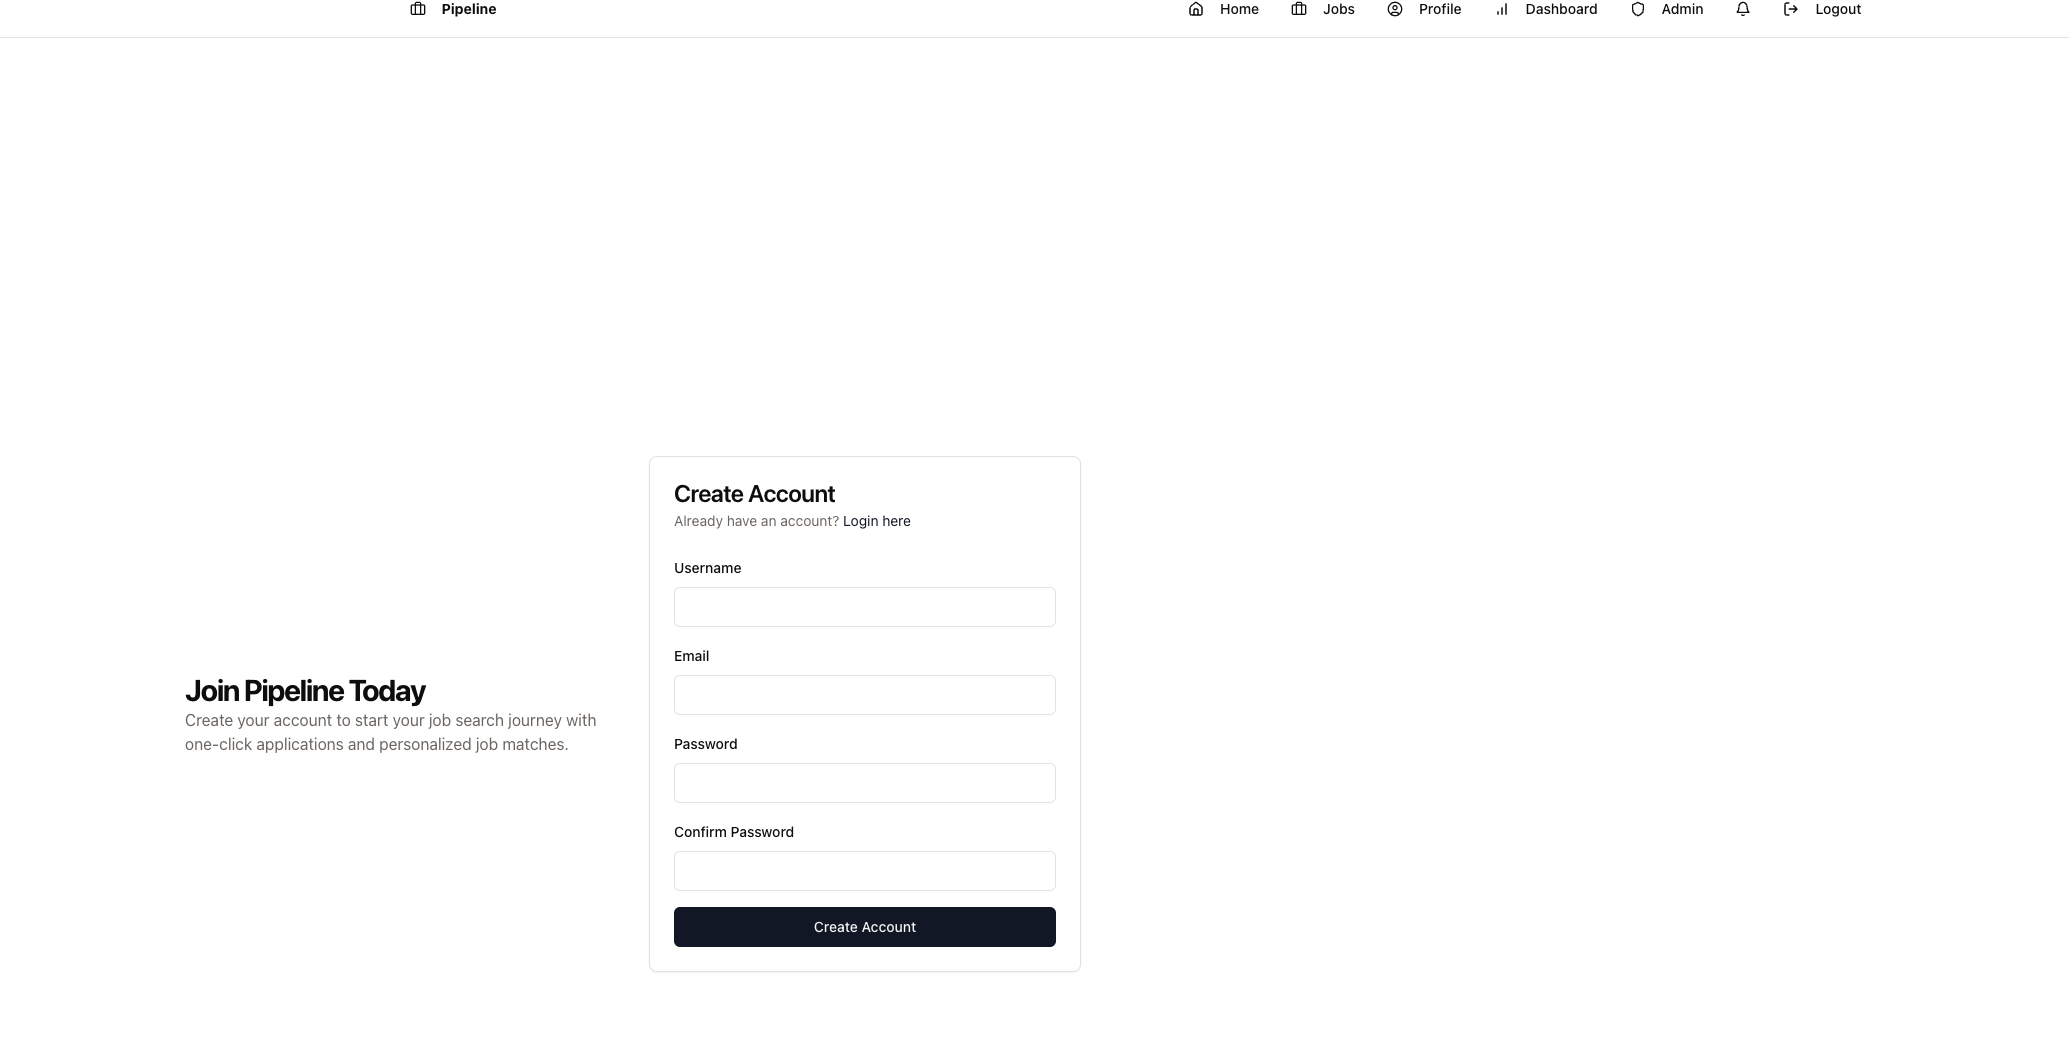 Pipeline Home Jobs Profile Dashboard Admin Logout
Create Account
Already have an account? Login here
Username
Email
Join Pipeline Today
Create your account to start your job search journey with
one-click applications and personalized job matches.
Password
Confirm Password
Create Account